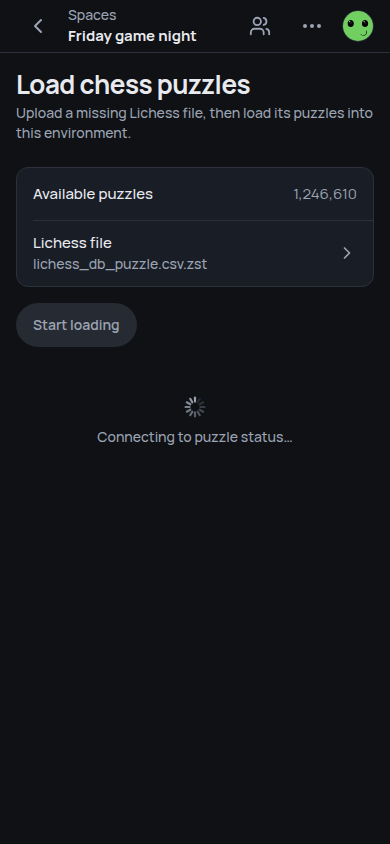 Spaces
Friday game night
Load chess puzzles
Upload a missing Lichess file, then load its puzzles into
this environment.
Available puzzles 1,246,610
Lichess file
lichess_db_puzzle.csv.zst
Start loading
Connecting to puzzle status…